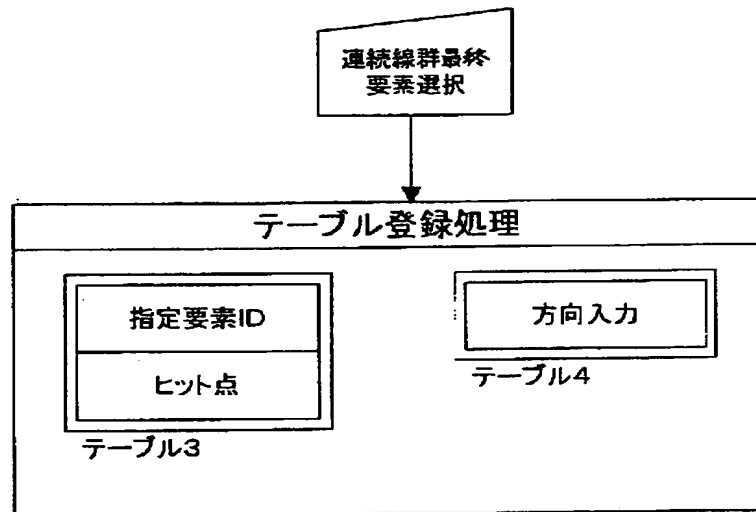 連続線群最終
要素選択
テーブル登録処理
指定要素ID
ヒット点
テーブル3
方向入力
テーブル4